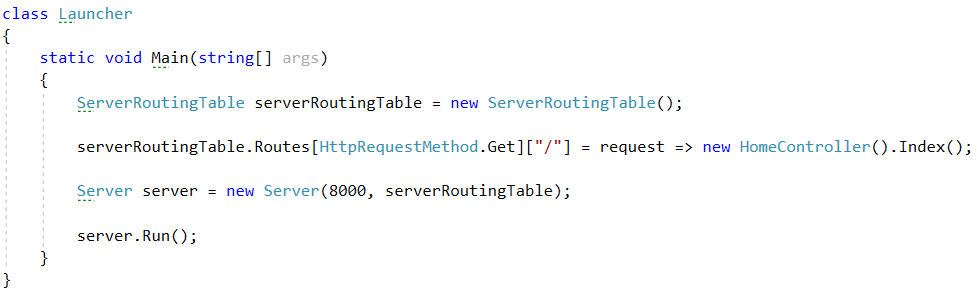 class Launcher
{
    static void Main(string[] args)
    {
        ServerRoutingTable serverRoutingTable = new ServerRoutingTable();
        serverRoutingTable.Routes[HttpRequestMethod.Get]["/"] = request => new HomeController().Index();
        Server server = new Server(8000, serverRoutingTable);
        server.Run();
    }
}